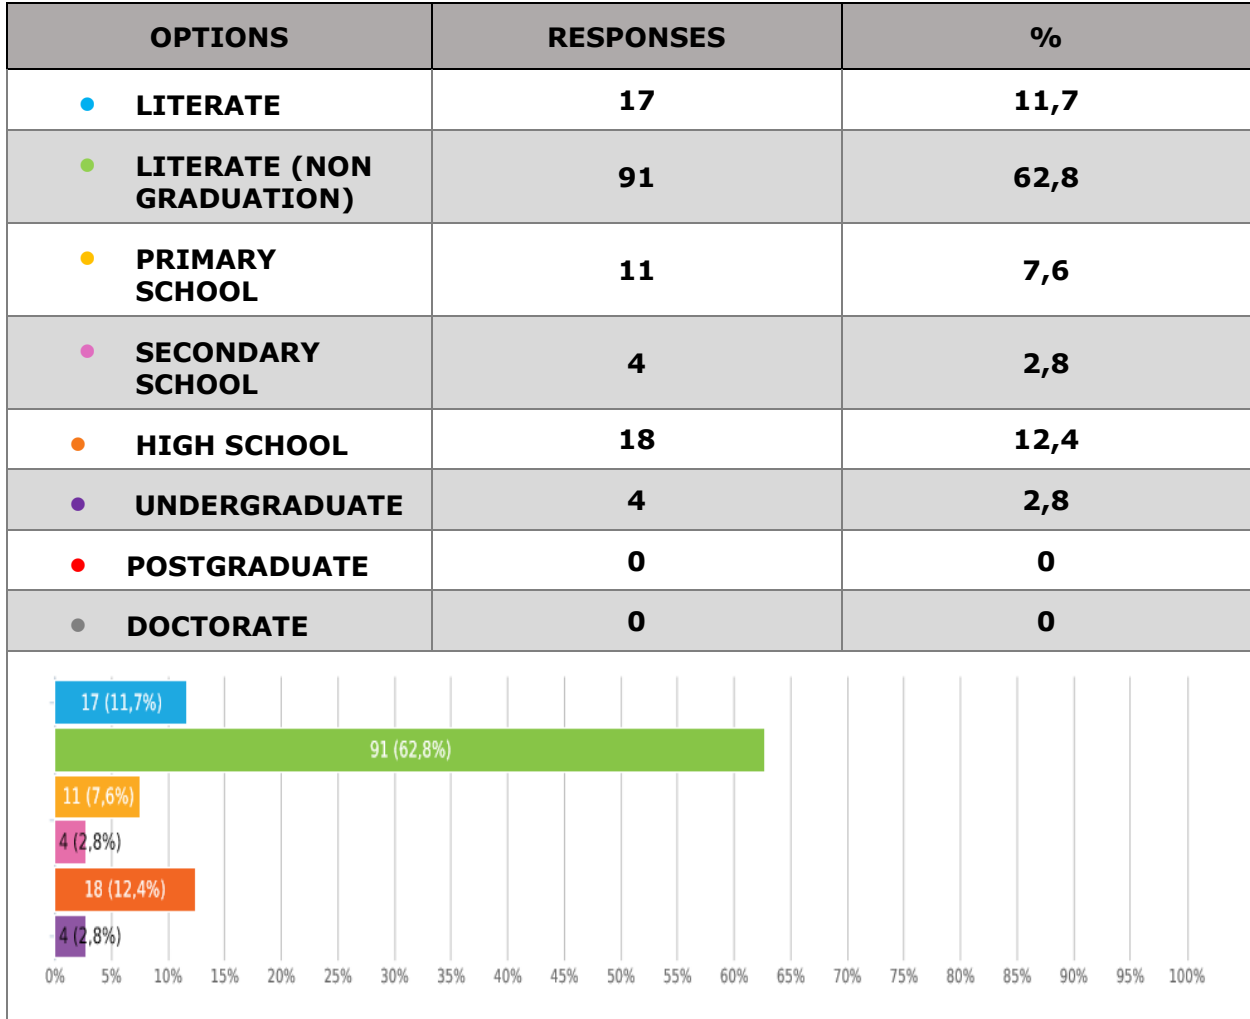 OPTIONS RESPONSES %
LITERATE 17 11,7
LITERATE (NON
GRADUATION) 91 62,8
PRIMARY
SCHOOL 11 7,6
SECONDARY
SCHOOL 4 2,8
HIGH SCHOOL 18 12,4
UNDERGRADUATE 4 2,8
POSTGRADUATE 0 0
DOCTORATE 0 0
17 (11,7%)
91 (62,8%)
11 (7,6%)
4 (2,8%)
18 (12,4%)
4 (2,8%)
0% 5% 10% 15% 20% 25% 30% 35% 40% 45% 50% 55% 60% 65% 70% 75% 80% 85% 90% 95% 100%